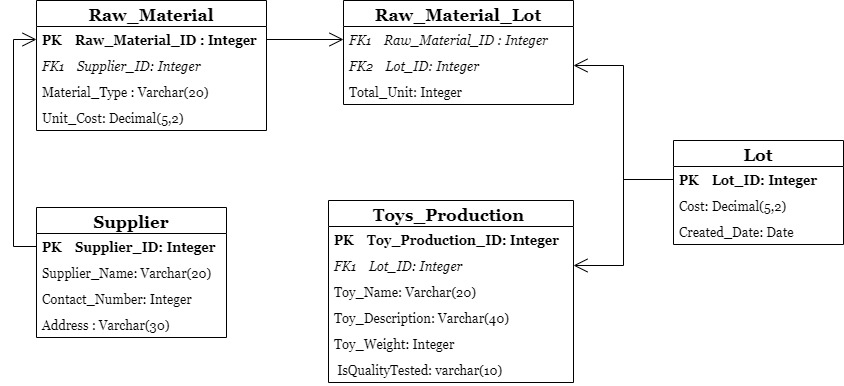 Raw_Material
PK Raw_Material_ID : Integer
FK1 Supplier_ID: Integer
Material_Type : Varchar(20)
Unit_Cost: Decimal(5,2)
Raw_Material_Lot
FK1 Raw_Material_ID : Integer
FK2 Lot_ID: Integer
Total_Unit: Integer
Lot
PK Lot_ID: Integer
Cost: Decimal(5,2)
Created_Date: Date
Supplier
PK Supplier_ID: Integer
Supplier_Name: Varchar(20)
Contact_Number: Integer
Address : Varchar(30)
Toys_Production
PK Toy_Production_ID: Integer
FK1 Lot_ID: Integer
Toy_Name: Varchar(20)
Toy_Description: Varchar(40)
Toy_Weight: Integer
IsQualityTested: varchar(10)